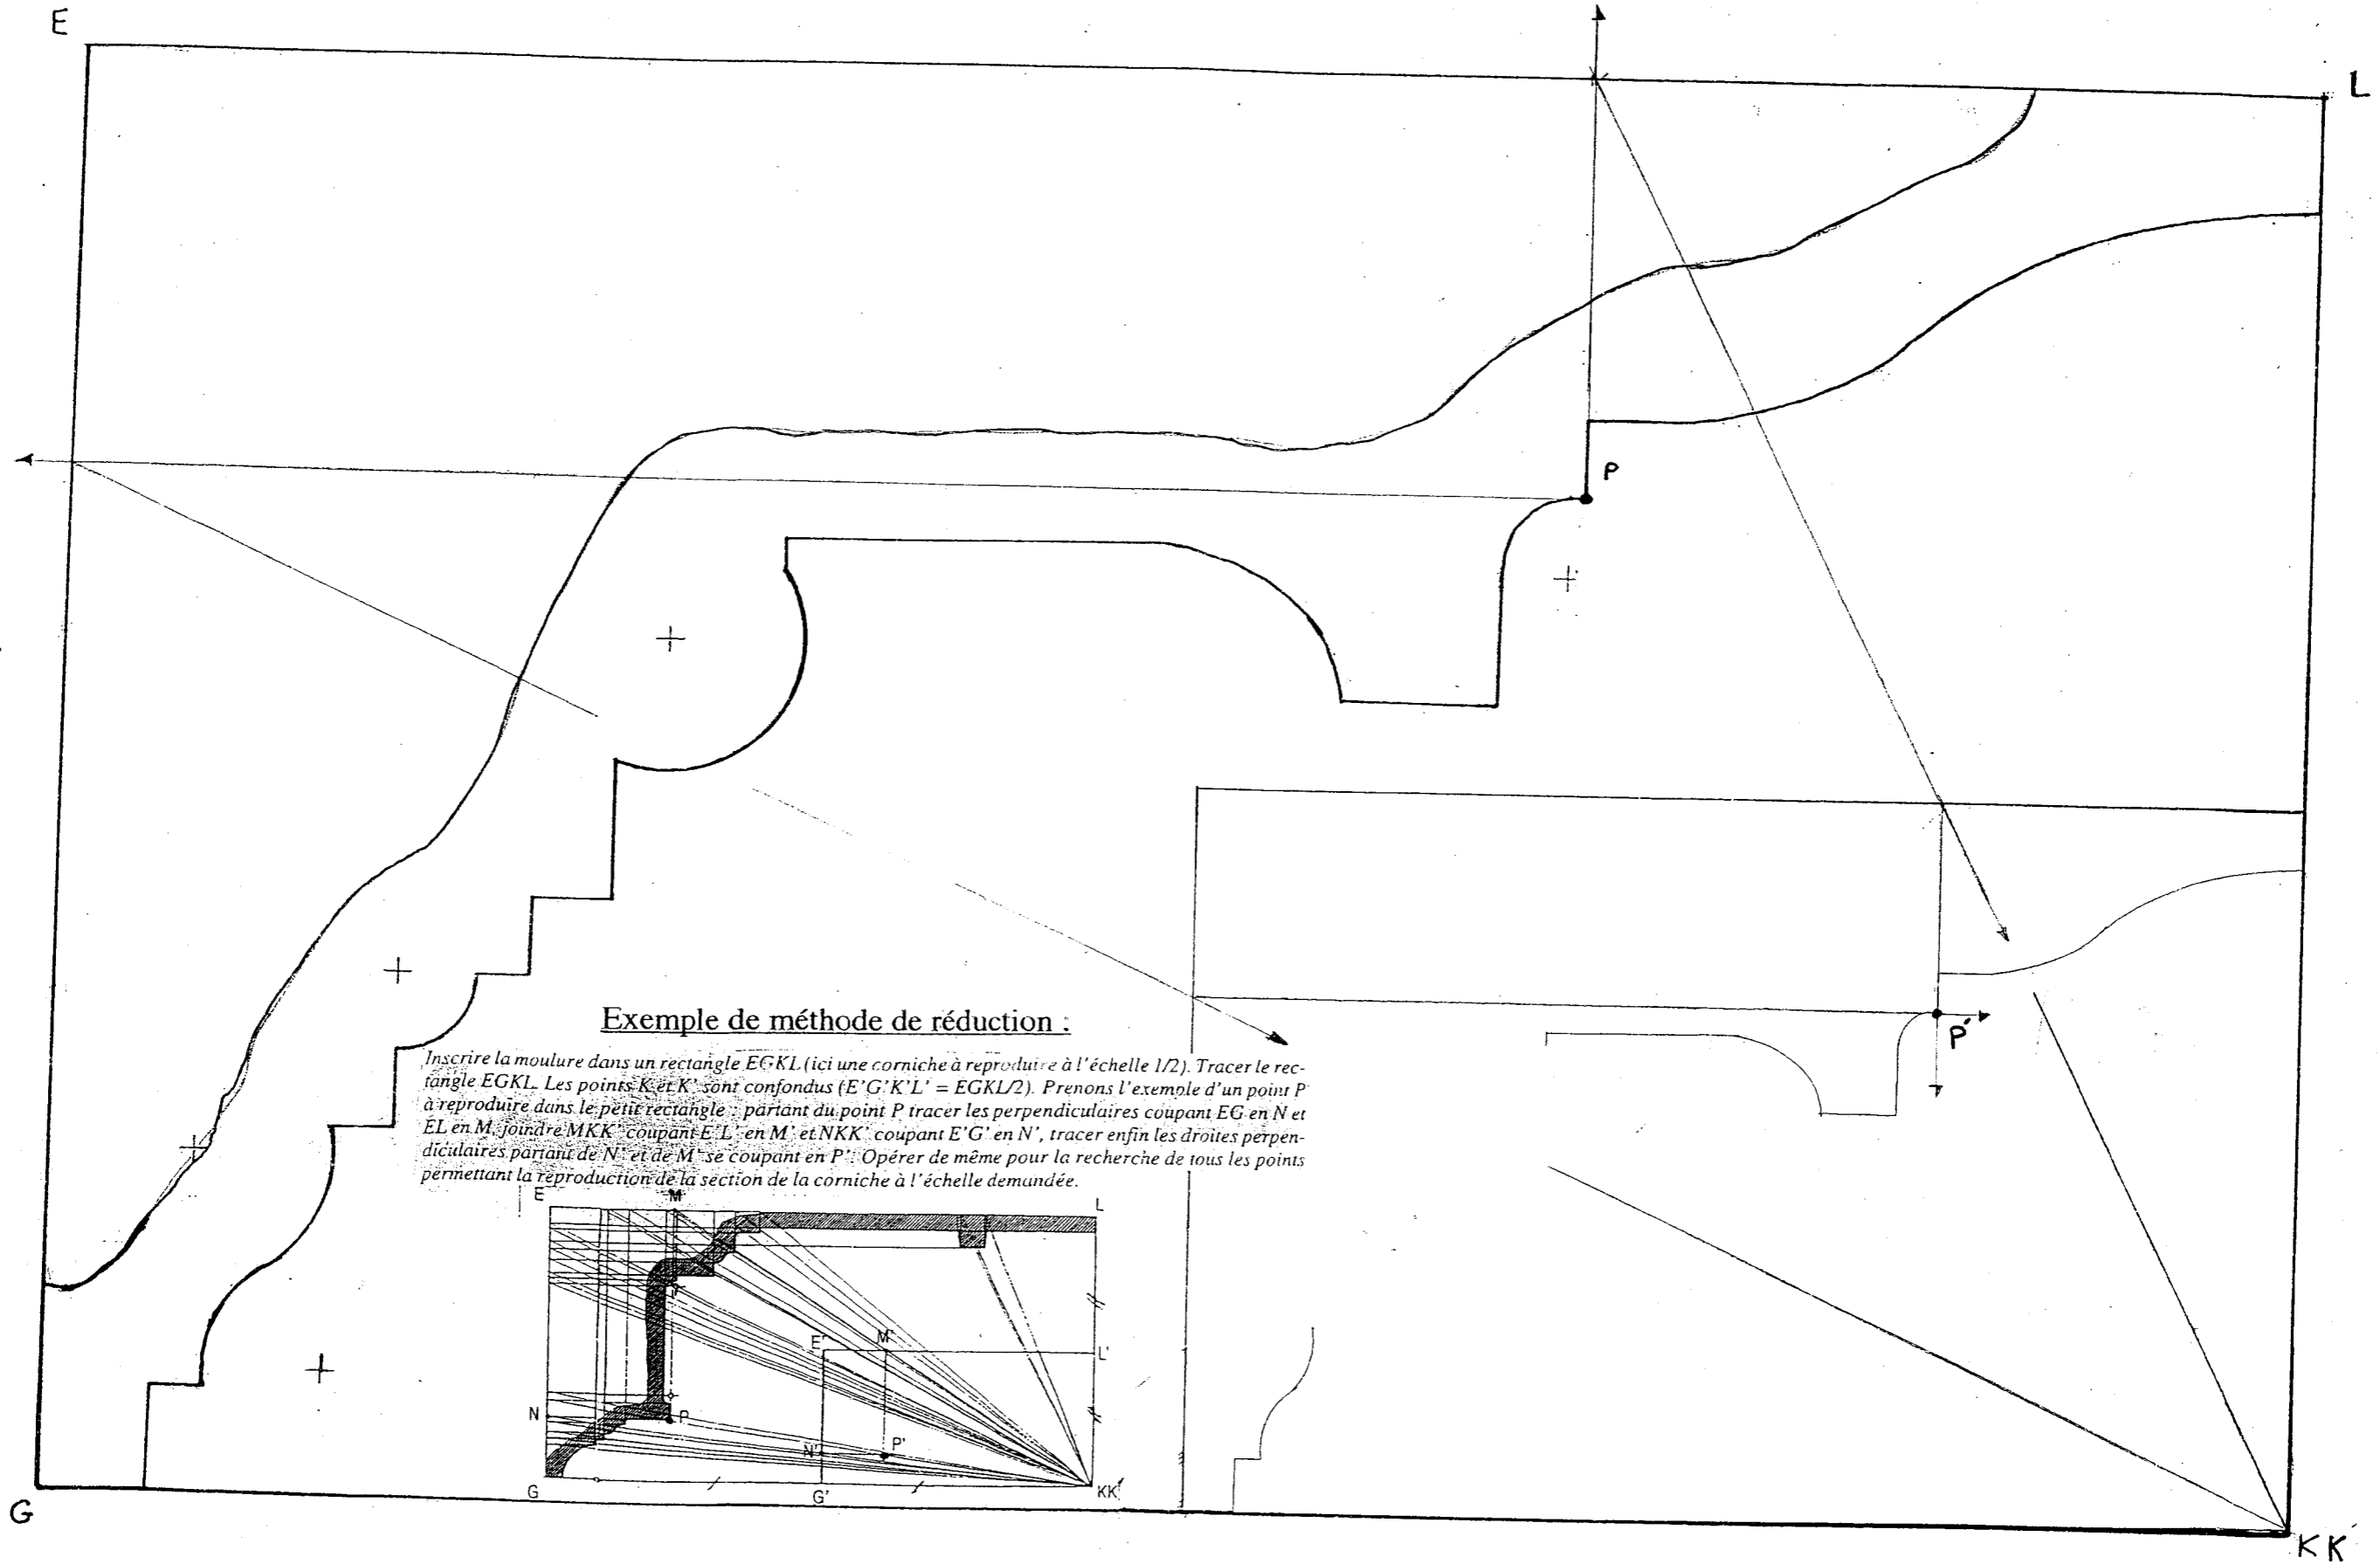 E
L
P
P'
Exemple de méthode de réduction :
Inscrire la moulure dans un rectangle EGKL (ici une corniche à reproduire à l'échelle 1/2). Tracer le rec-
tangle EGKL. Les points K et K' sont confondus (E'G'K'L' = EGKL/2). Prenons l'exemple d'un point P
à reproduire dans le petit rectangle : partant du point P tracer les perpendiculaires coupant EG en N et
EL en M, joindre MKK' coupant E'L' en M' et NKK' coupant E'G' en N', tracer enfin les droites perpen-
diculaires partant de N' et de M' se coupant en P'. Opérer de même pour la recherche de tous les points
permettant la reproduction de la section de la corniche à l'échelle demandée.
E M L
E' M' L'
N P
N' P'
G G' KK'
G
KK'